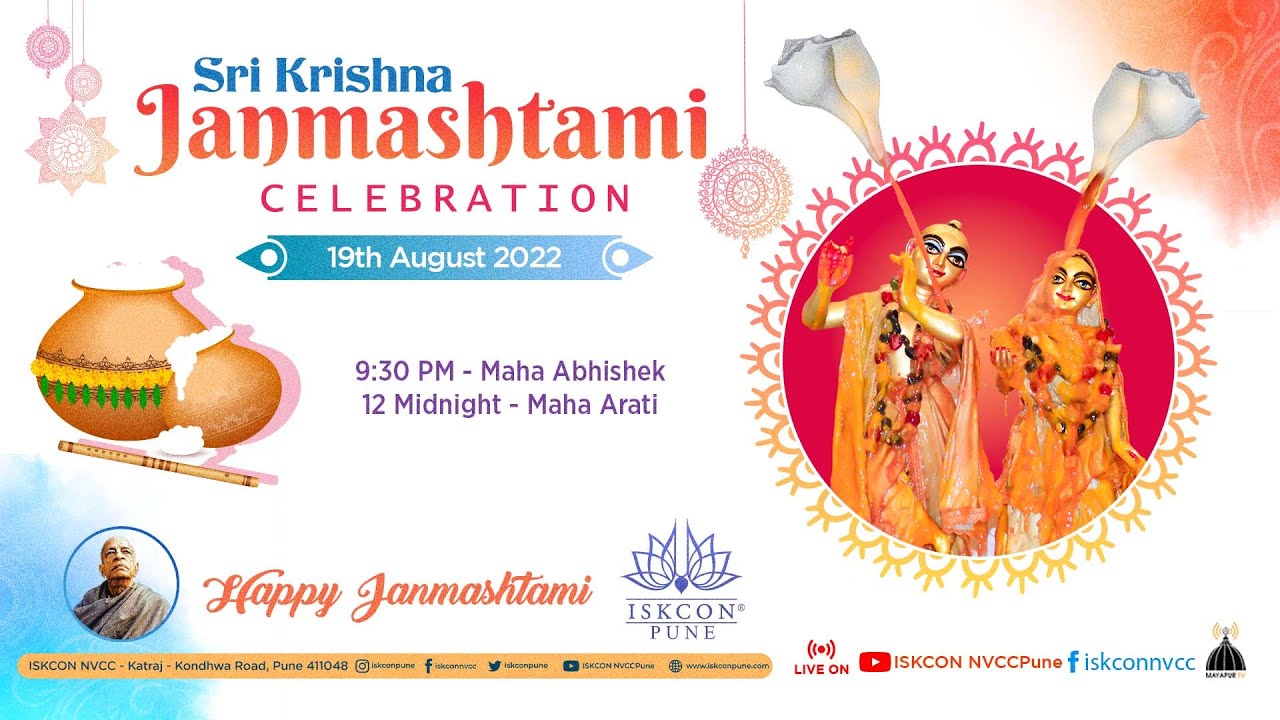 Sri Krishna
Janmashtami
CELEBRATION
19th August 2022
9:30 PM - Maha Abhishek
12 Midnight - Maha Arati
Happy Janmashtami
ISKCON®
PUNE
ISKCON NVCC - Katraj - Kondhwa Road, Pune 411048 iskconpune iskconnvcc iskconpune ISKCON NVCCPune www.iskconpune.com
LIVE ON ISKCON NVCCPune iskconnvcc
MAYAPUR TV